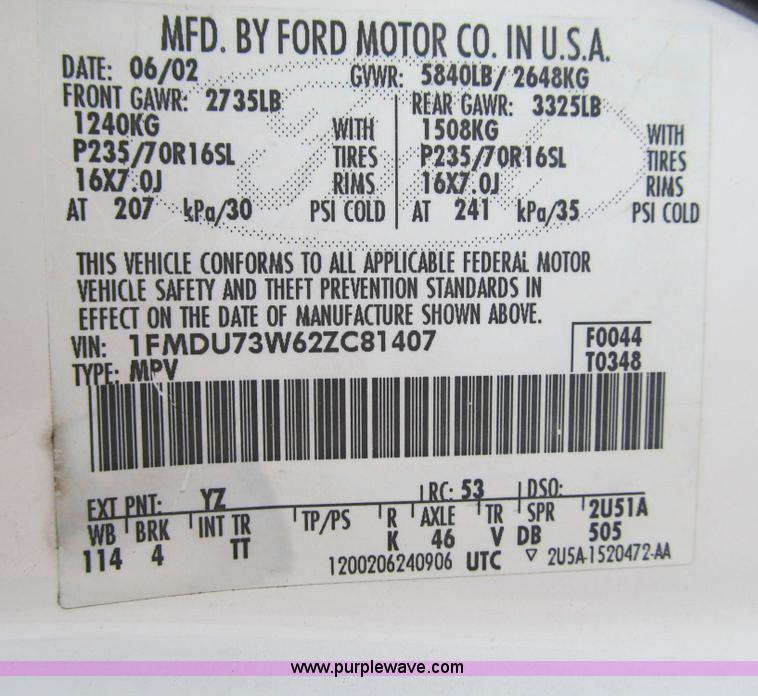 MFD. BY FORD MOTOR CO. IN U.S.A.
DATE: 06/02 GVWR: 5840LB/ 2648KG
FRONT GAWR: 2735LB REAR GAWR: 3325LB
1240KG WITH 1508KG WITH
P235/70R16SL TIRES P235/70R16SL TIRES
16X7.0J RIMS 16X7.0J RIMS
AT 207 kPa/30 PSI COLD AT 241 kPa/35 PSI COLD
THIS VEHICLE CONFORMS TO ALL APPLICABLE FEDERAL MOTOR
VEHICLE SAFETY AND THEFT PREVENTION STANDARDS IN
EFFECT ON THE DATE OF MANUFACTURE SHOWN ABOVE.
VIN: 1FMDU73W62ZC81407 F0044
TYPE: MPV T0348
EXT PNT: YZ RC: 53 DSO:
WB BRK INT TR TP/PS R AXLE TR SPR 2U51A
114 4 TT K 46 V DB 505
1200206240906 UTC ▽ 2U5A-1520472-AA
www.purplewave.com